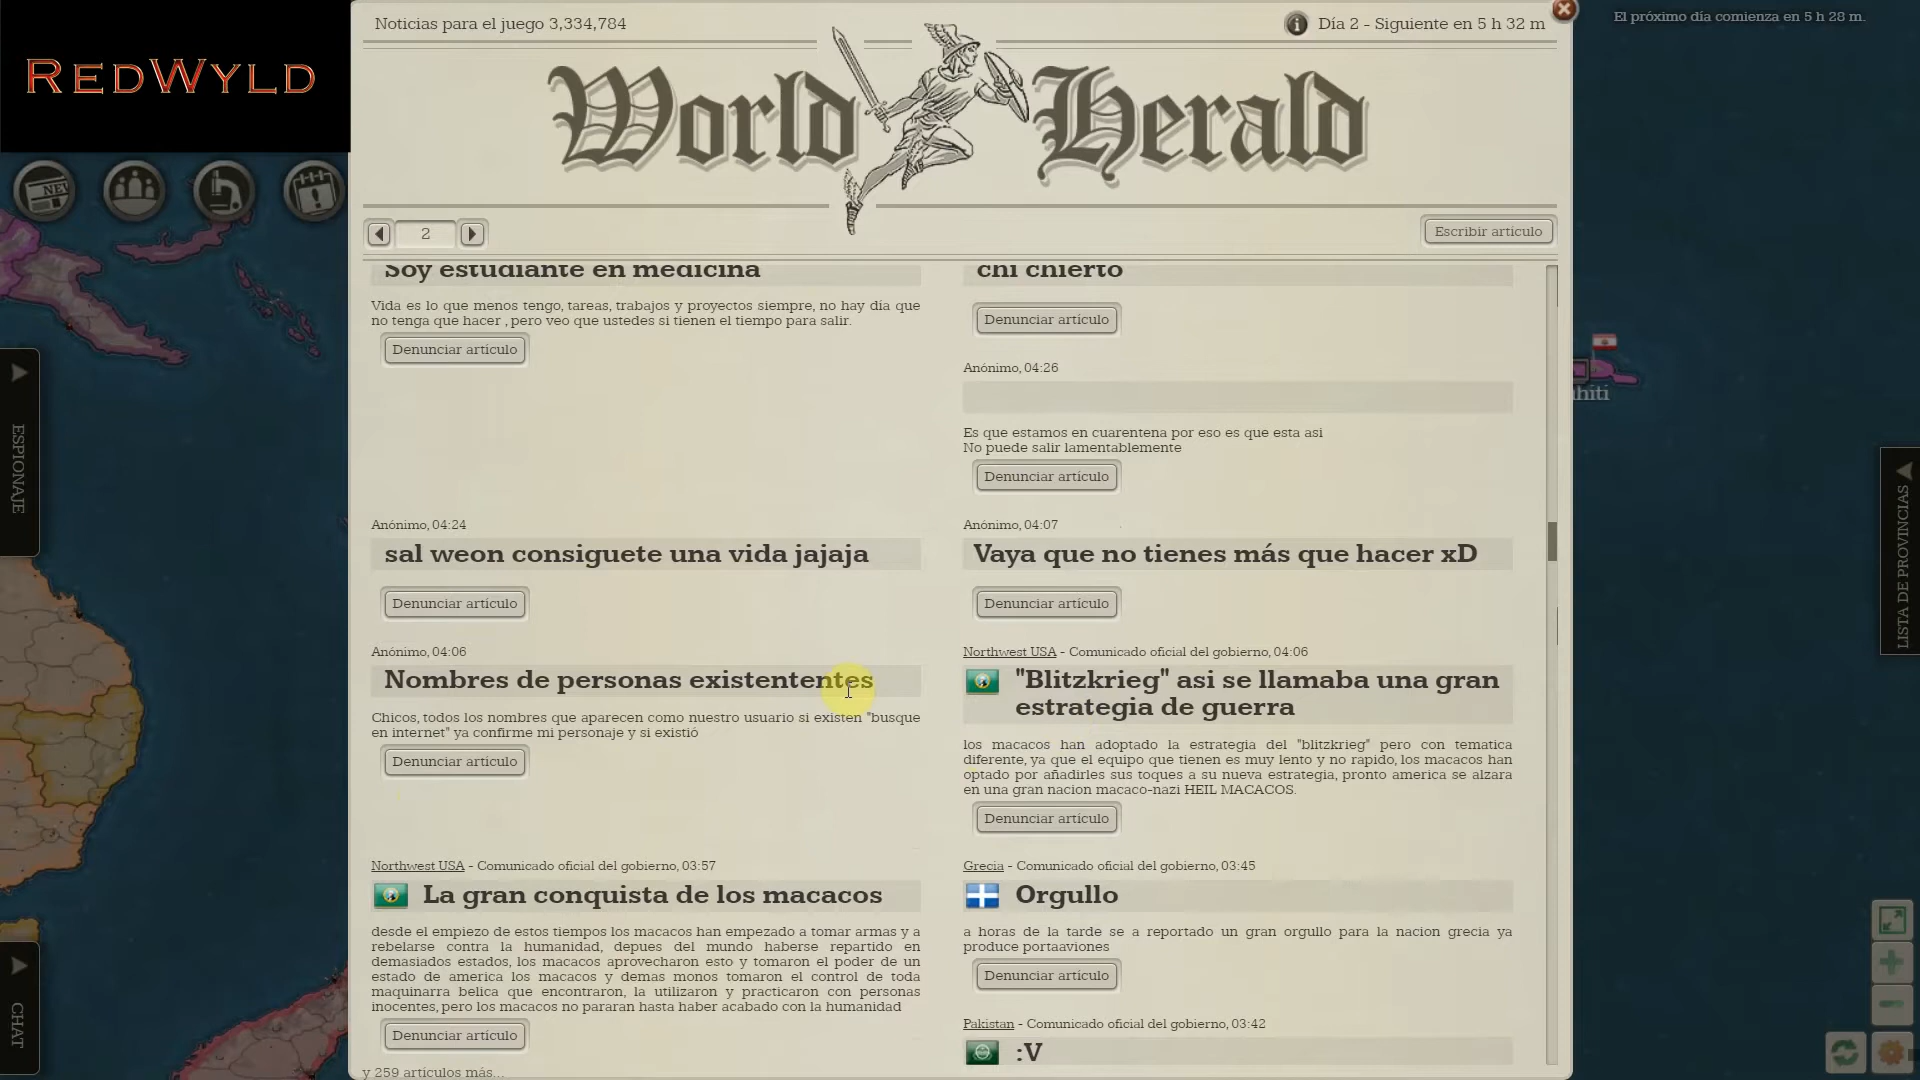 REDWYLD
NEW
Noticias para el juego 3,334,784
Día 2 - Siguiente en 5 h 32 m
El próximo día comienza en 5 h 28 m.
World Herald
2
Escribir artículo
Soy estudiante en medicina
Vida es lo que menos tengo, tareas, trabajos y proyectos siempre, no hay día que
no tenga que hacer , pero veo que ustedes si tienen el tiempo para salir.
Denunciar artículo
chi chierto
Denunciar artículo
Anónimo, 04:26
Es que estamos en cuarentena por eso es que esta asi
No puede salir lamentablemente
Denunciar artículo
Anónimo, 04:24
sal weon consiguete una vida jajaja
Denunciar artículo
Anónimo, 04:07
Vaya que no tienes más que hacer xD
Denunciar artículo
Anónimo, 04:06
Nombres de personas existententes
Chicos, todos los nombres que aparecen como nuestro usuario si existen "busque
en internet" ya confirme mi personaje y si existió
Denunciar artículo
Northwest USA - Comunicado oficial del gobierno, 04:06
"Blitzkrieg" asi se llamaba una gran
estrategia de guerra
los macacos han adoptado la estrategia del "blitzkrieg" pero con tematica
diferente, ya que el equipo que tienen es muy lento y no rapido, los macacos han
optado por añadirles sus toques a su nueva estrategia, pronto america se alzara
en una gran nacion macaco-nazi HEIL MACACOS.
Denunciar artículo
Northwest USA - Comunicado oficial del gobierno, 03:57
La gran conquista de los macacos
desde el empiezo de estos tiempos los macacos han empezado a tomar armas y a
rebelarse contra la humanidad, depues del mundo haberse repartido en
demasiados estados, los macacos aprovecharon esto y tomaron el poder de un
estado de america los macacos y demas monos tomaron el control de toda
maquinarra belica que encontraron, la utilizaron y practicaron con personas
inocentes, pero los macacos no pararan hasta haber acabado con la humanidad
Denunciar artículo
y 259 artículos más...
Grecia - Comunicado oficial del gobierno, 03:45
Orgullo
a horas de la tarde se a reportado un gran orgullo para la nacion grecia ya
produce portaaviones
Denunciar artículo
Pakistan - Comunicado oficial del gobierno, 03:42
:V
ESPIONAJE
CHAT
LISTA DE PROVINCIAS